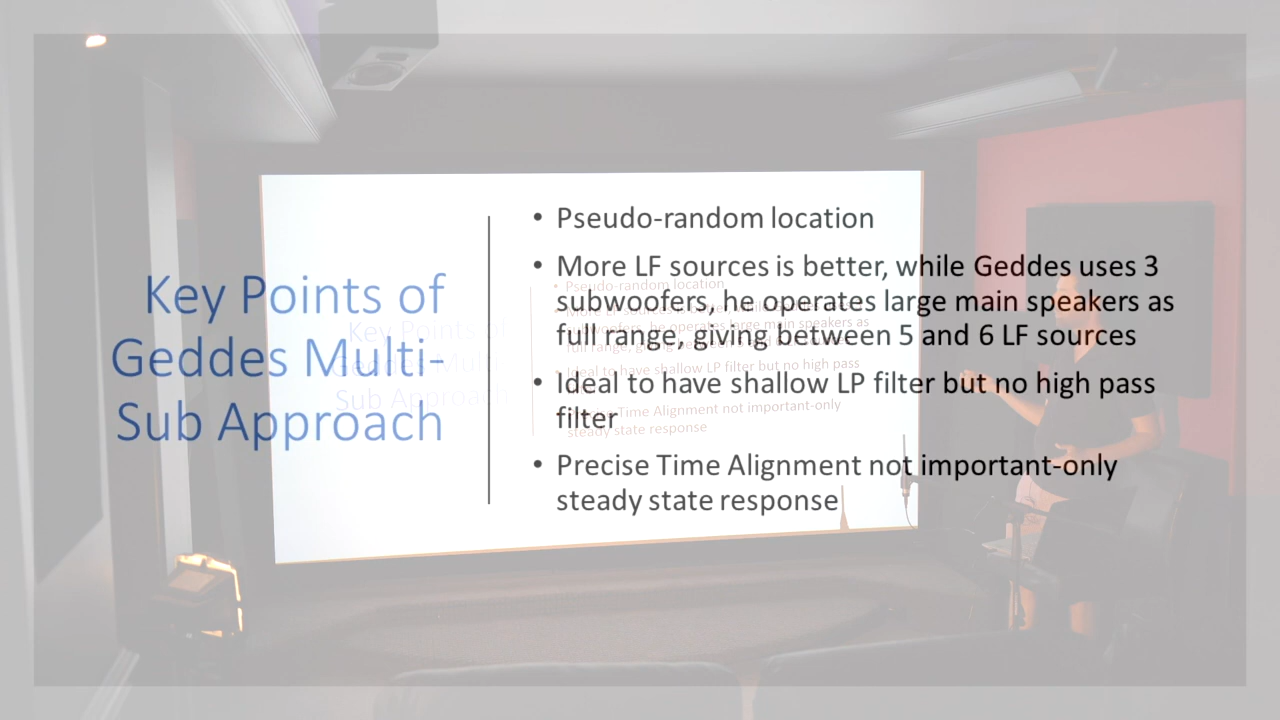 Key Points of
Geddes Multi-
Sub Approach
• Pseudo-random location
• More LF sources is better, while Geddes uses 3
subwoofers, he operates large main speakers as
full range, giving between 5 and 6 LF sources
• Ideal to have shallow LP filter but no high pass
filter
• Precise Time Alignment not important-only
steady state response